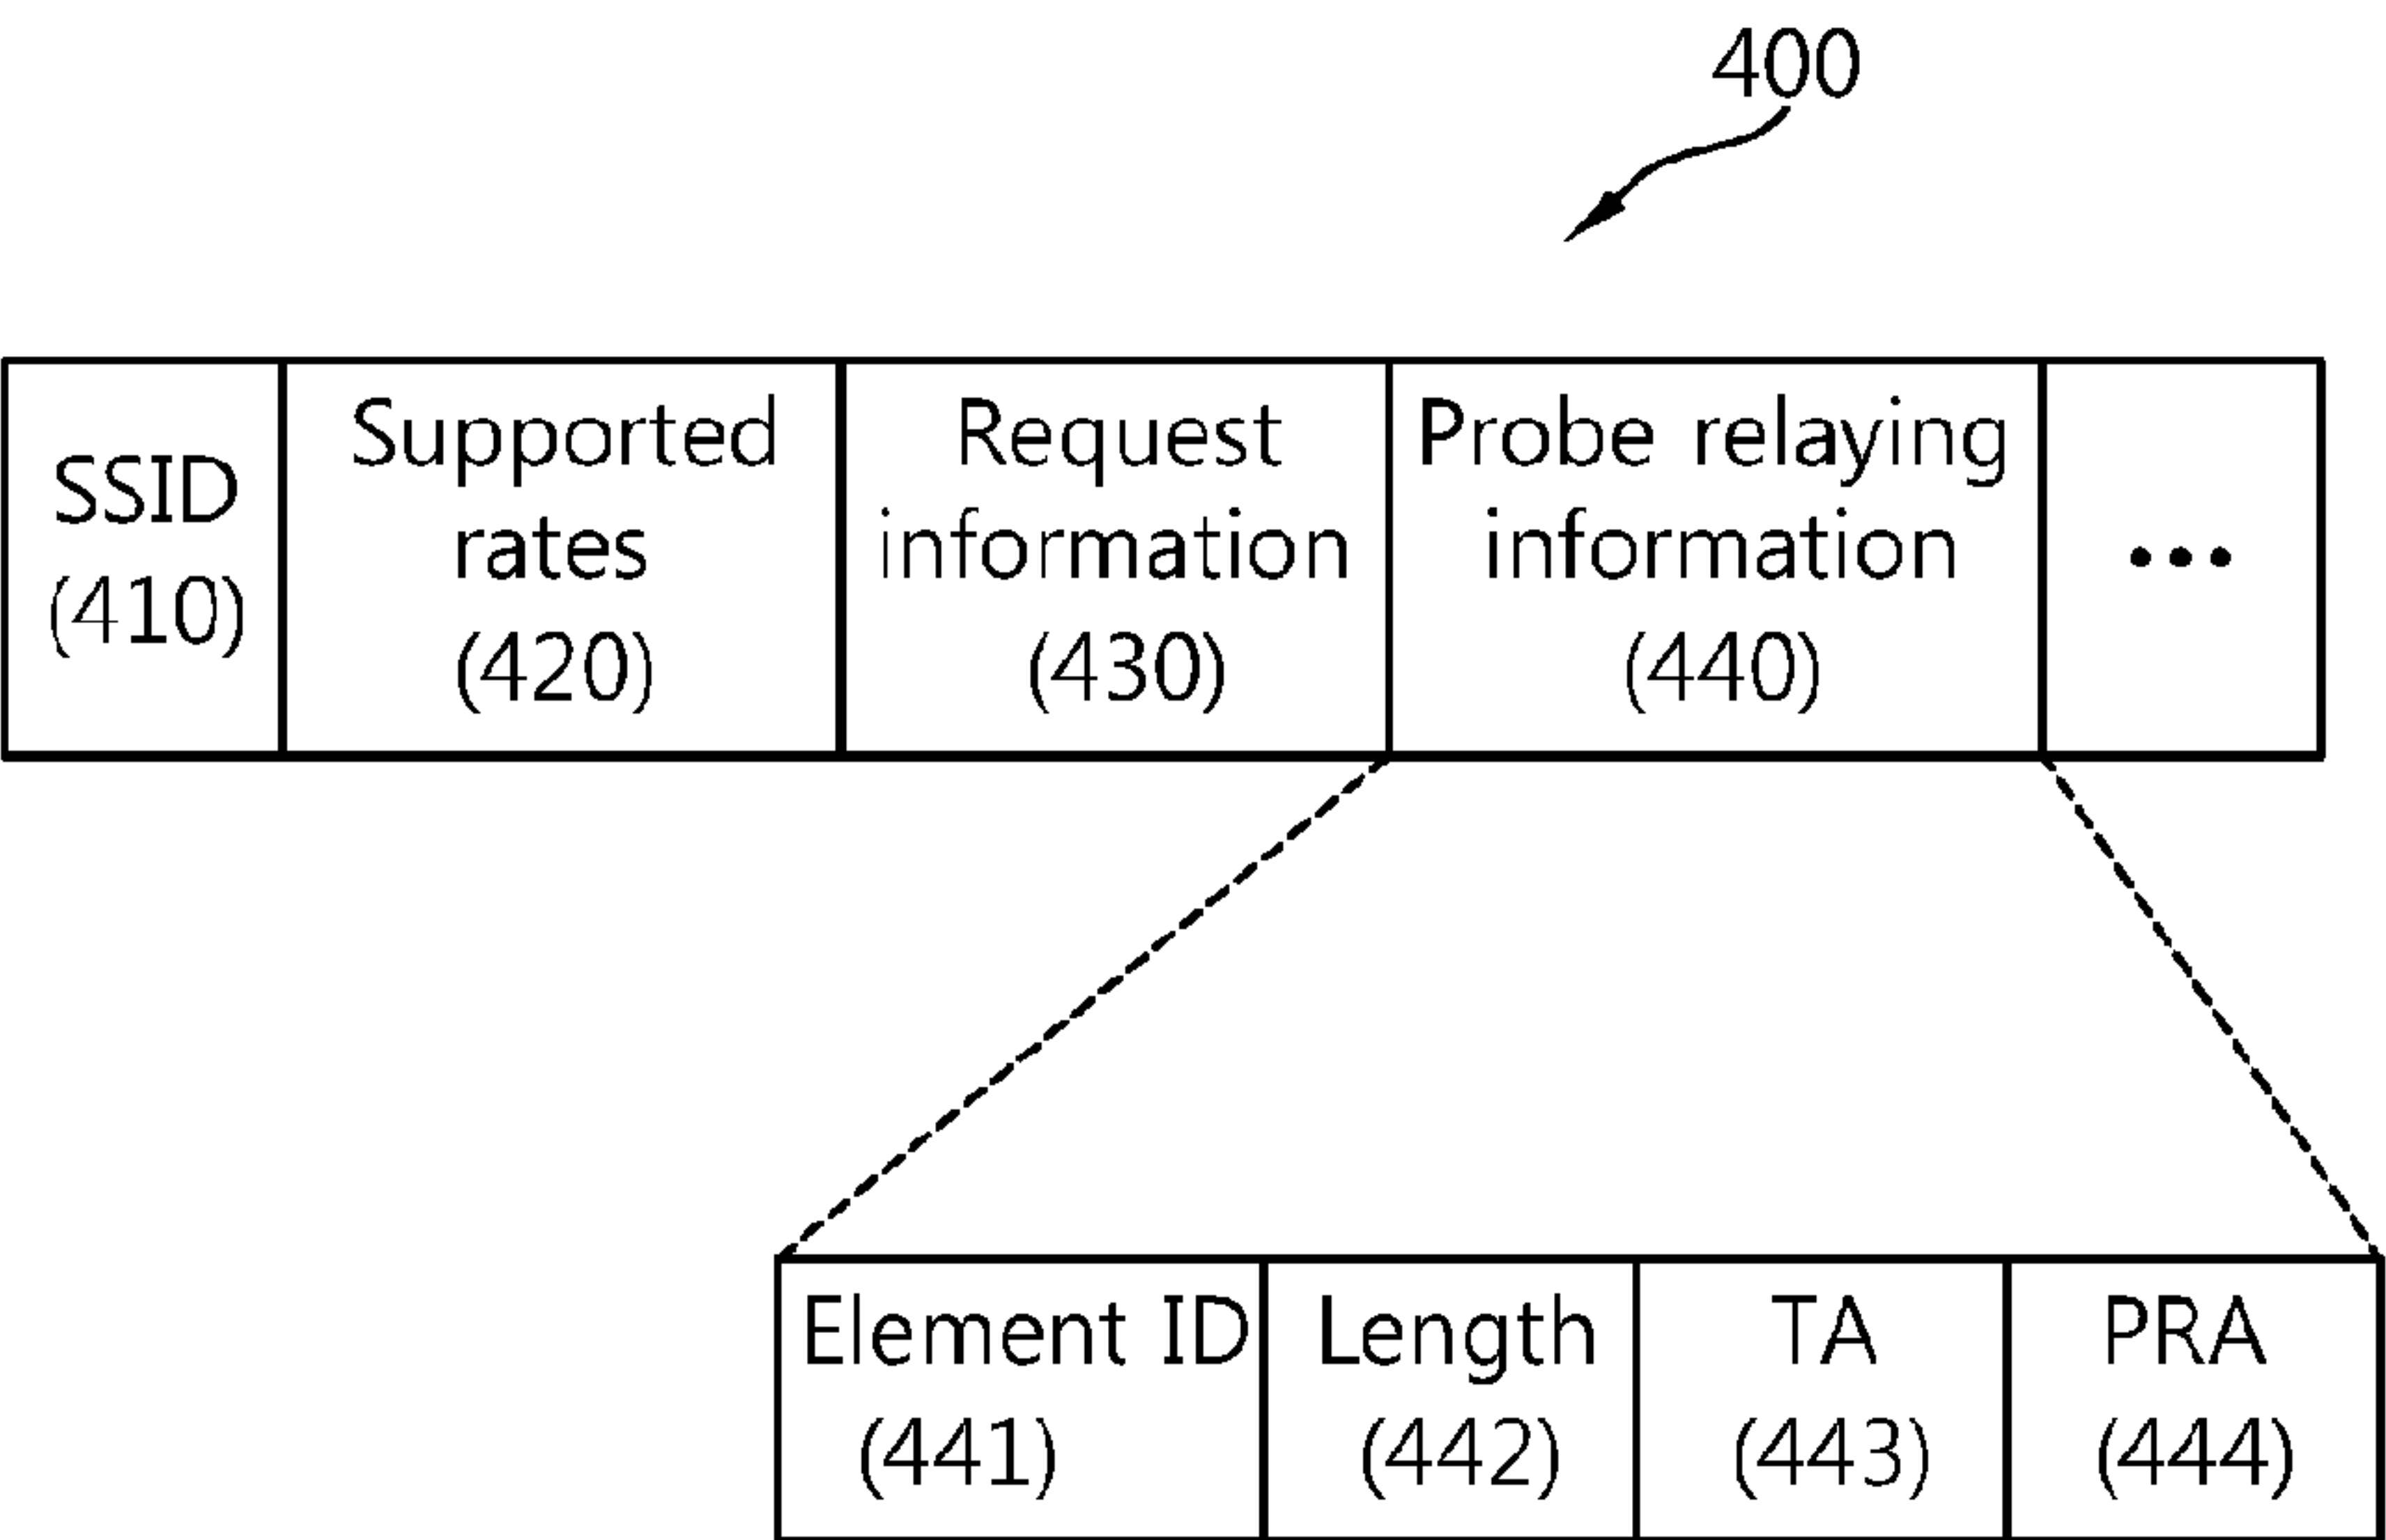 400
SSID
(410)
Supported
rates
(420)
Request
information
(430)
Probe relaying
information
(440)
•••
Element ID
(441)
Length
(442)
TA
(443)
PRA
(444)